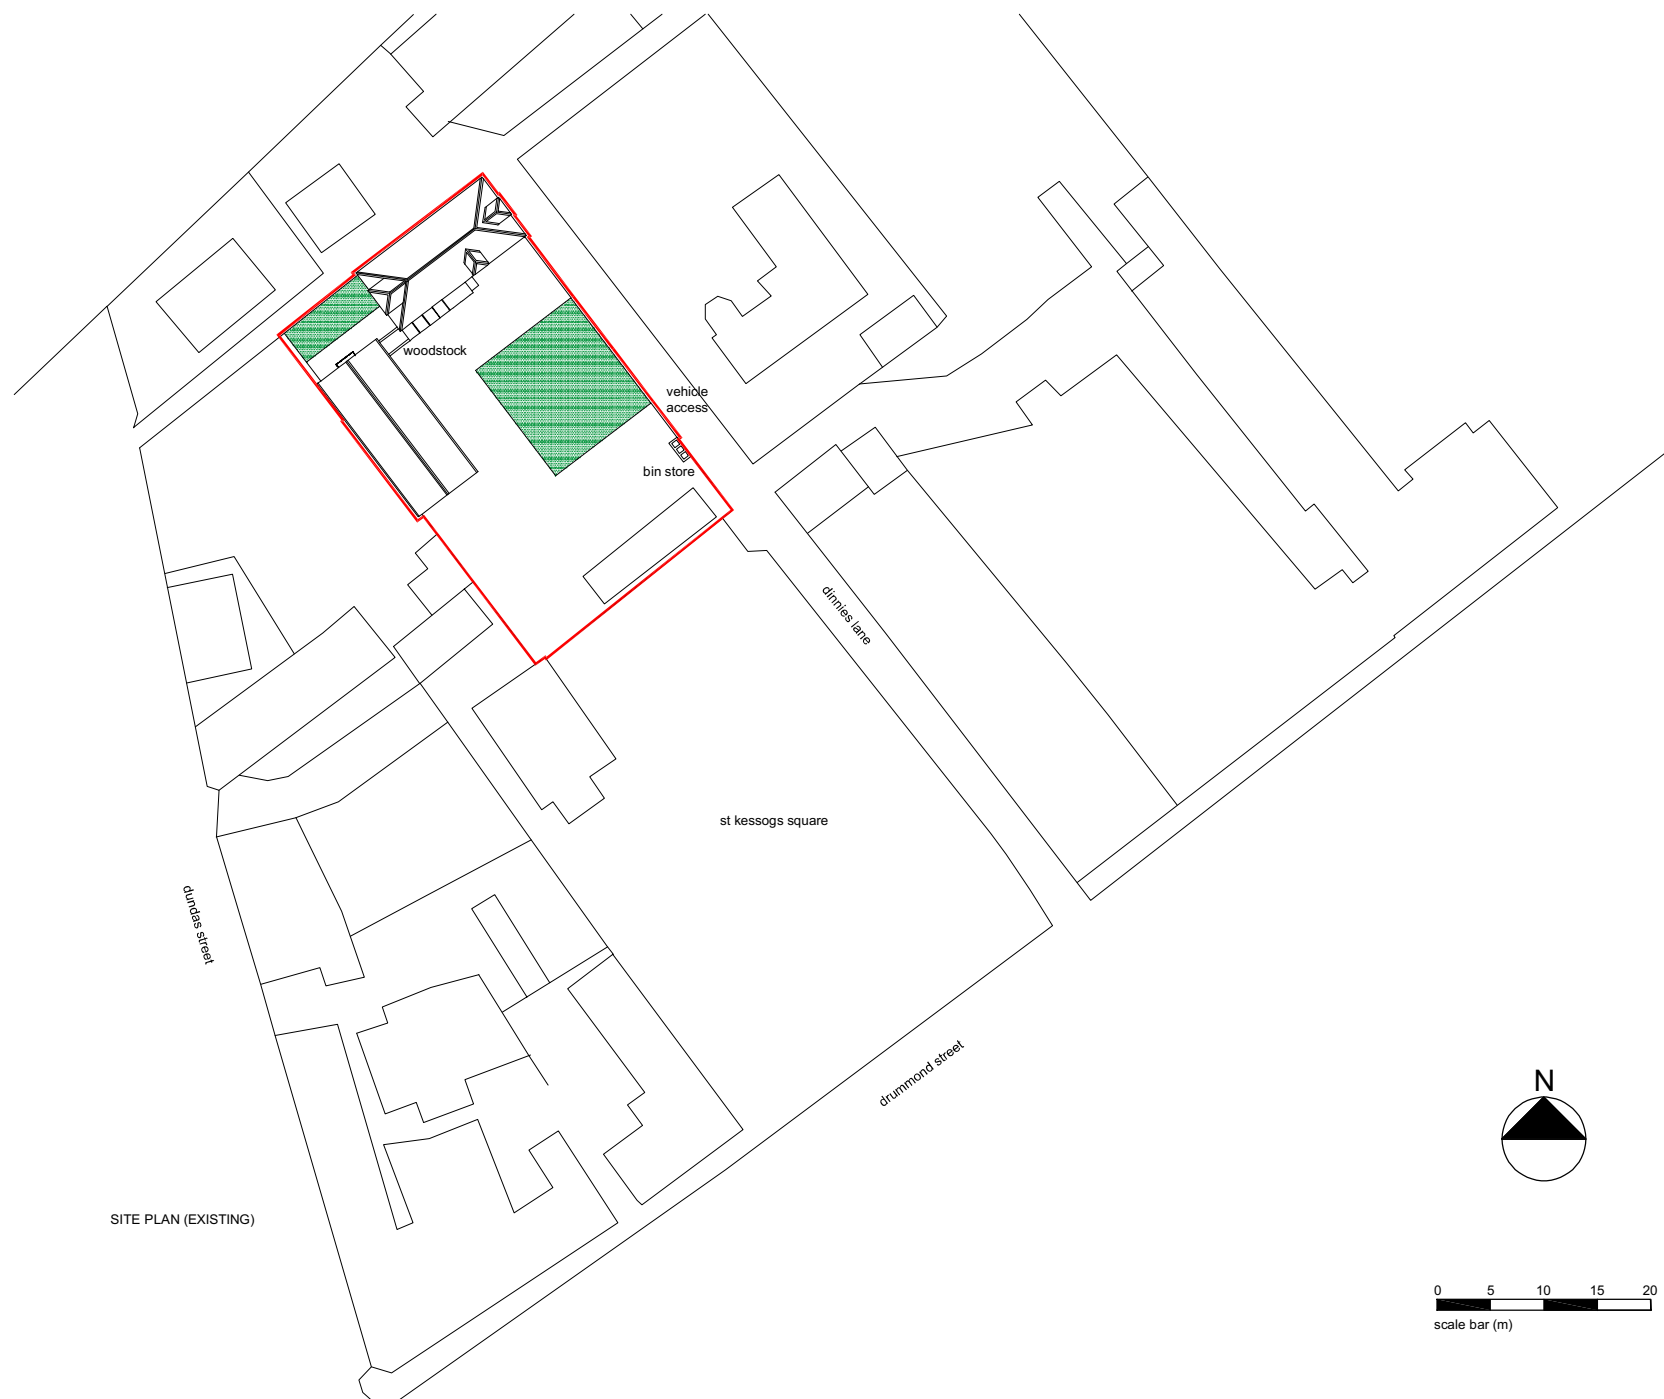 woodstock
vehicle
access
bin store
dinnies lane
st kessogs square
dundas street
drummond street
N
SITE PLAN (EXISTING)
0 5 10 15 20
scale bar (m)